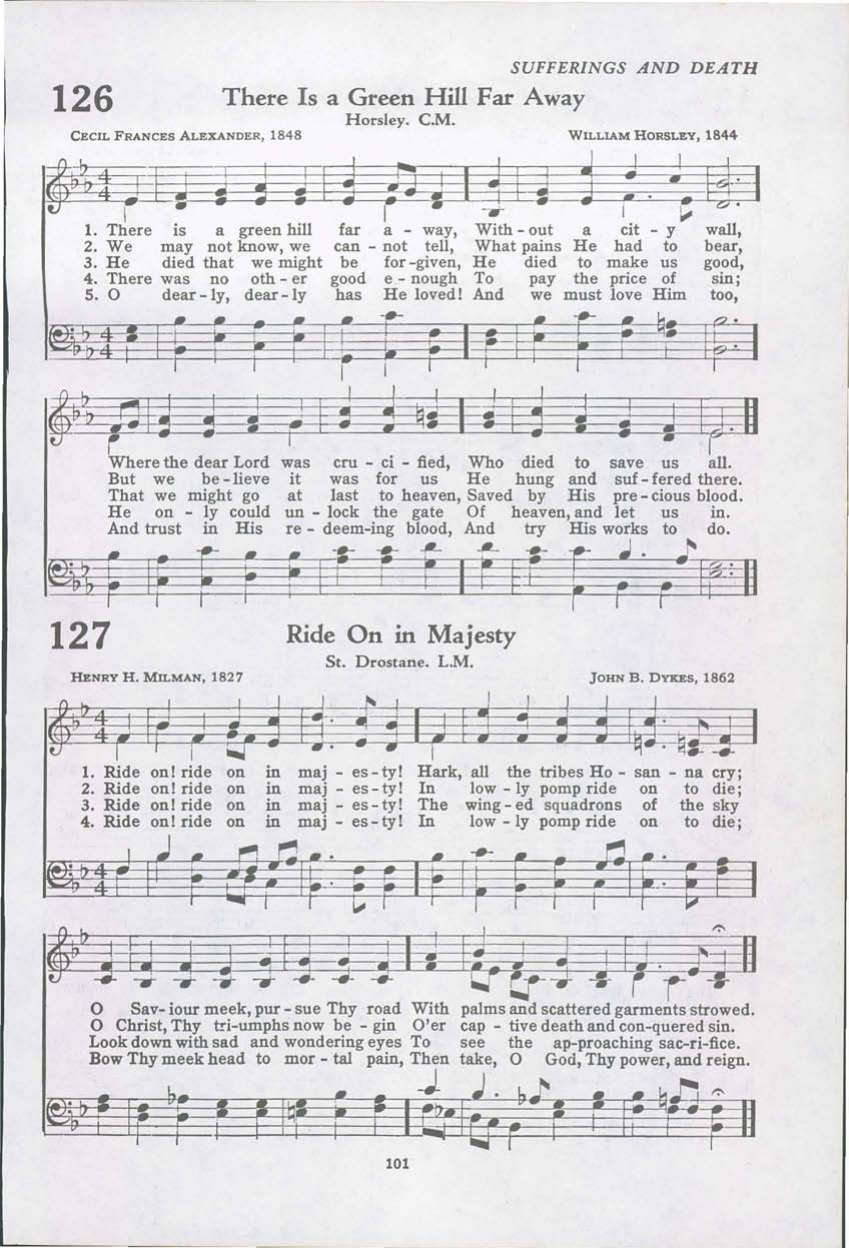 SUFFERINGS AND DEATH
126 There Is a Green Hill Far Away
Horsley. C.M.
CECIL FRANCES ALEXANDER, 1848 WILLIAM HORSLEY, 1844
1. There is a green hill far a - way, With - out a cit - y wall,
2. We may not know, we can - not tell, What pains He had to bear,
3. He died that we might be for - given, He died to make us good,
4. There was no oth - er good e - nough To pay the price of sin;
5. O dear - ly, dear - ly has He loved! And we must love Him too,
Where the dear Lord was cru - ci - fied, Who died to save us all.
But we be - lieve it was for us He hung and suf - fered there.
That we might go at last to heaven, Saved by His pre - cious blood.
He on - ly could un - lock the gate Of heaven, and let us in.
And trust in His re - deem - ing blood, And try His works to do.
127 Ride On in Majesty
St. Drostane. L.M.
HENRY H. MILMAN, 1827 JOHN B. DYKES, 1862
1. Ride on! ride on in maj - es - ty! Hark, all the tribes Ho - san - na cry;
2. Ride on! ride on in maj - es - ty! In low - ly pomp ride on to die;
3. Ride on! ride on in maj - es - ty! The wing - ed squadrons of the sky
4. Ride on! ride on in maj - es - ty! In low - ly pomp ride on to die;
O Sav - iour meek, pur - sue Thy road With palms and scattered garments strowed.
O Christ, Thy tri - umphs now be - gin O'er cap - tive death and con - quered sin.
Look down with sad and wondering eyes To see the ap - proaching sac - ri - fice.
Bow Thy meek head to mor - tal pain, Then take, O God, Thy power, and reign.
101